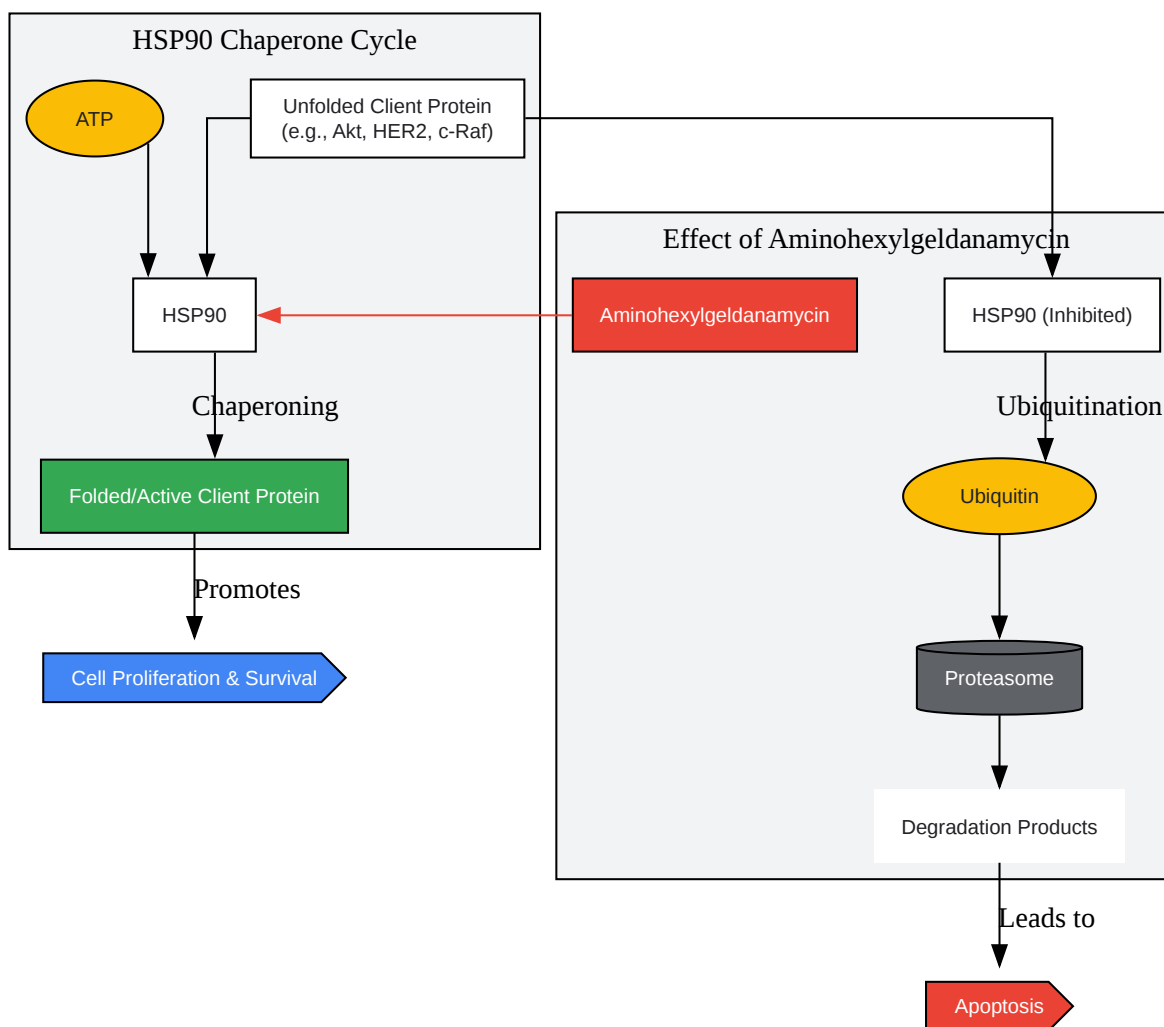 HSP90 Chaperone Cycle
ATP
Unfolded Client Protein
(e.g., Akt, HER2, c-Raf)
HSP90
Chaperoning
Folded/Active Client Protein
Promotes
Cell Proliferation & Survival
Effect of Aminohexylgeldanamycin
Aminohexylgeldanamycin
HSP90 (Inhibited)
Ubiquitination
Ubiquitin
Proteasome
Degradation Products
Leads to
Apoptosis